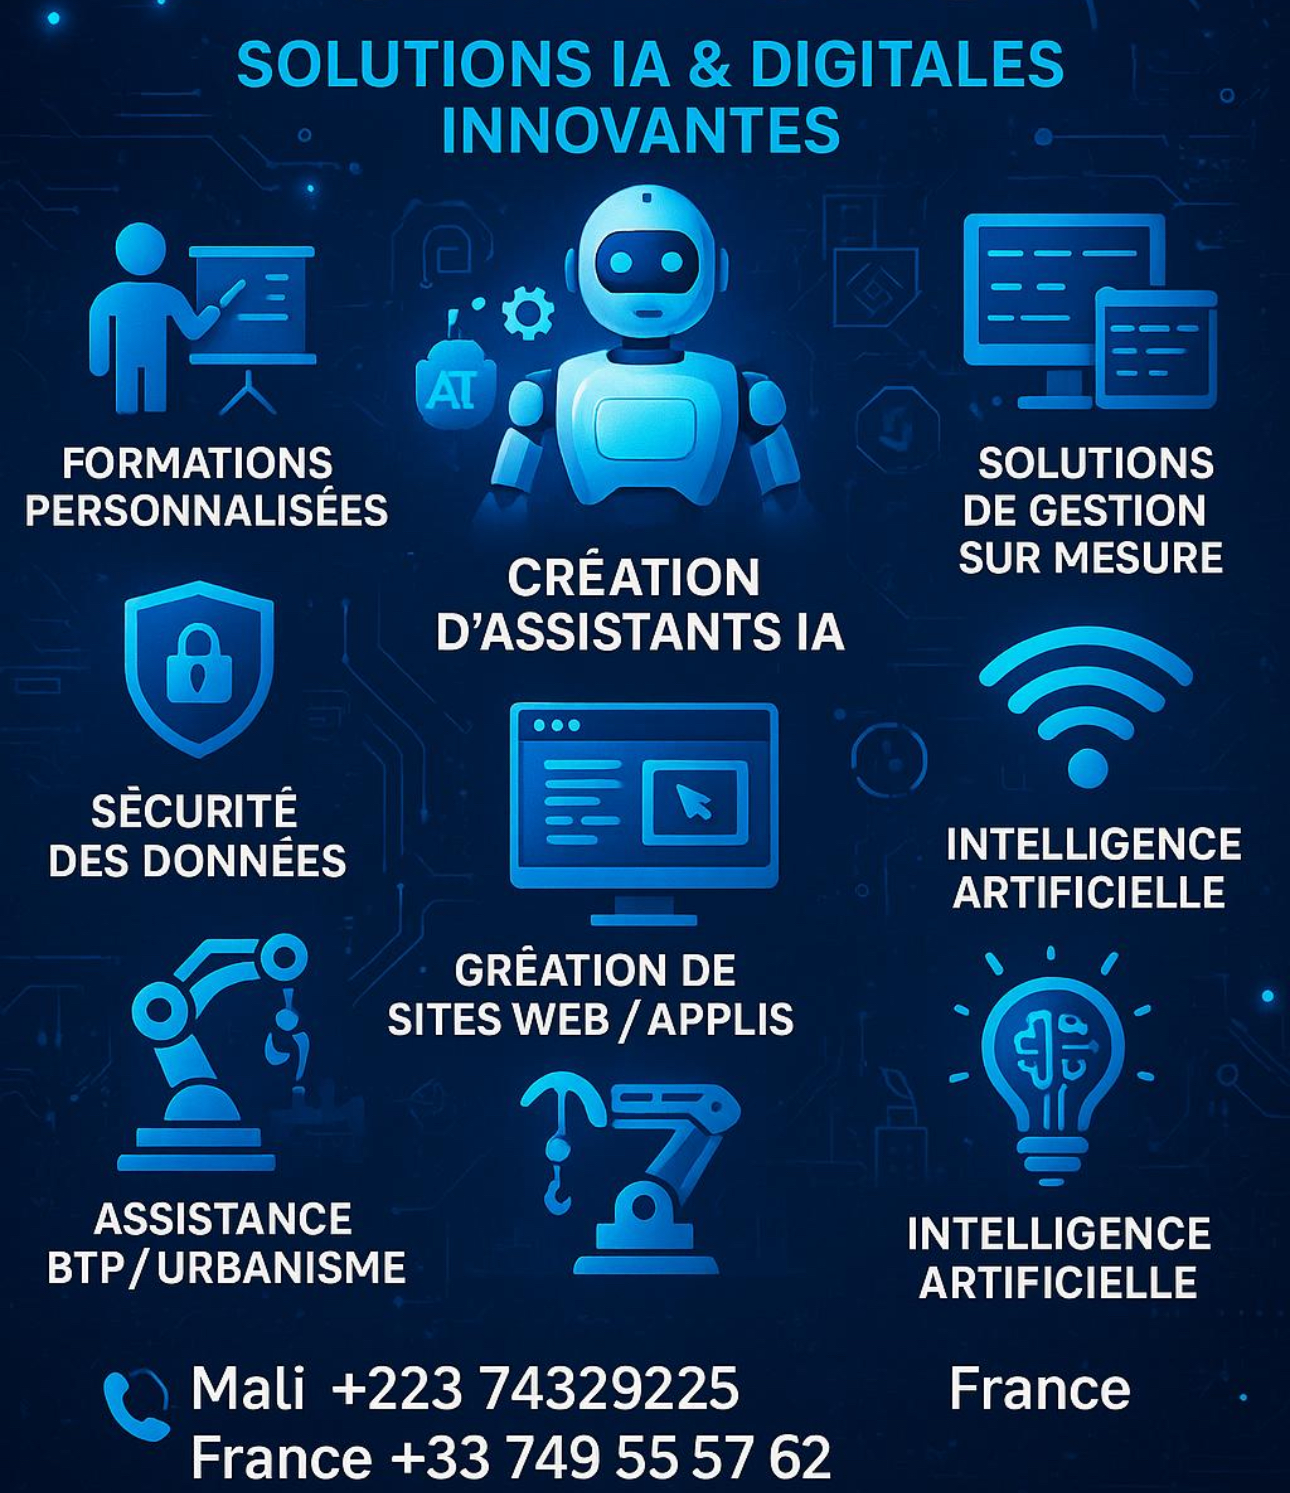 SOLUTIONS IA & DIGITALES
INNOVANTES
AI
FORMATIONS
PERSONNALISÉES
SOLUTIONS
DE GESTION
SUR MESURE
CRÉATION
D'ASSISTANTS IA
SĖCURITÉ
DES DONNÉES
INTELLIGENCE
ARTIFICIELLE
GRÊATION DE
SITES WEB / APPLIS
ASSISTANCE
BTP / URBANISME
INTELLIGENCE
ARTIFICIELLE
Mali +223 74329225
France
France +33 749 55 57 62